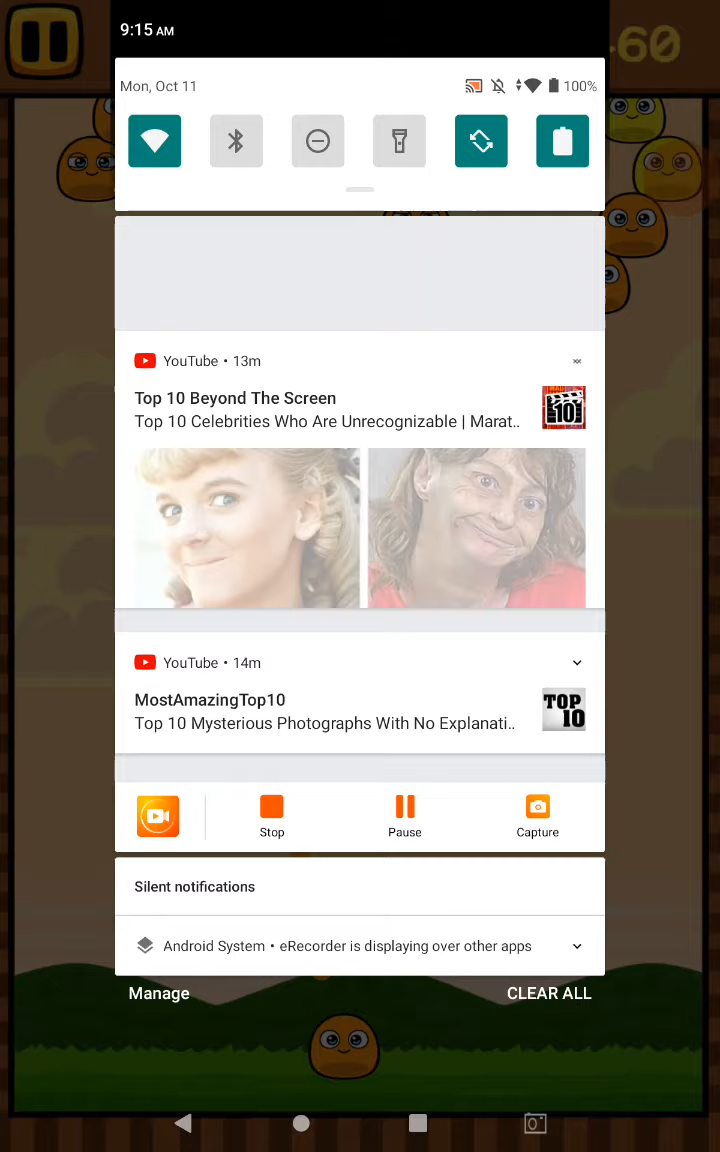 9:15 AM
60
Mon, Oct 11
100%
YouTube • 13m
Top 10 Beyond The Screen
Top 10 Celebrities Who Are Unrecognizable | Marat..
10
YouTube • 14m
MostAmazingTop10
Top 10 Mysterious Photographs With No Explanati..
TOP
10
Stop
Pause
Capture
Silent notifications
Android System • eRecorder is displaying over other apps
Manage
CLEAR ALL